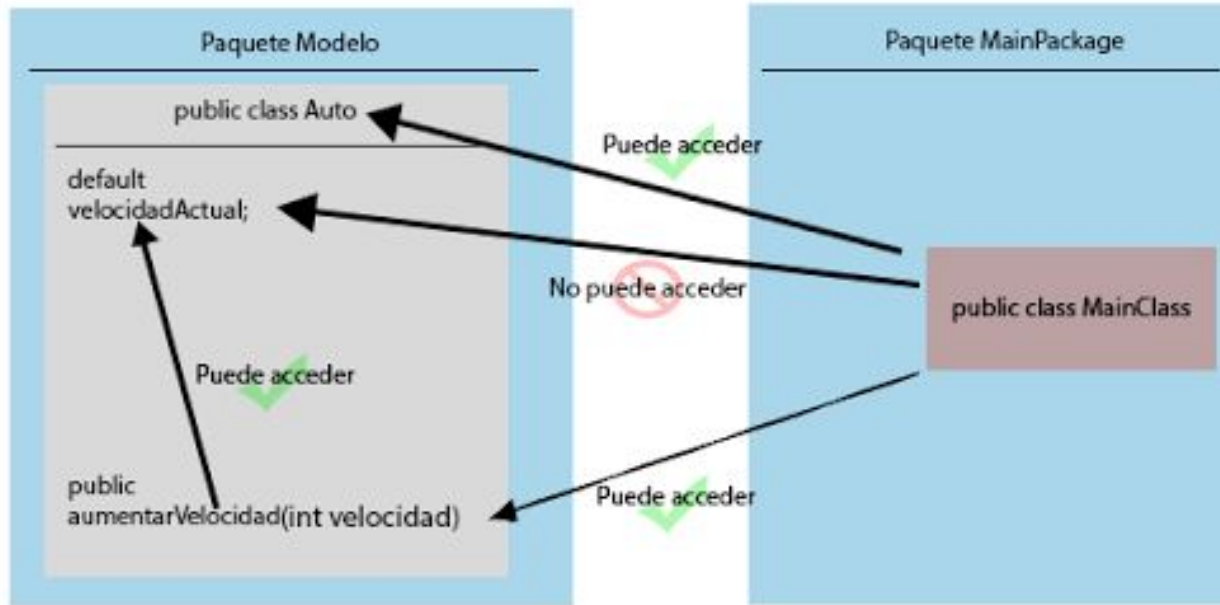 Paquete Modelo
public class Auto
default
velocidadActual;
Puede acceder
public
aumentarVelocidad(int velocidad)
Puede acceder
No puede acceder
Puede acceder
Paquete MainPackage
public class MainClass